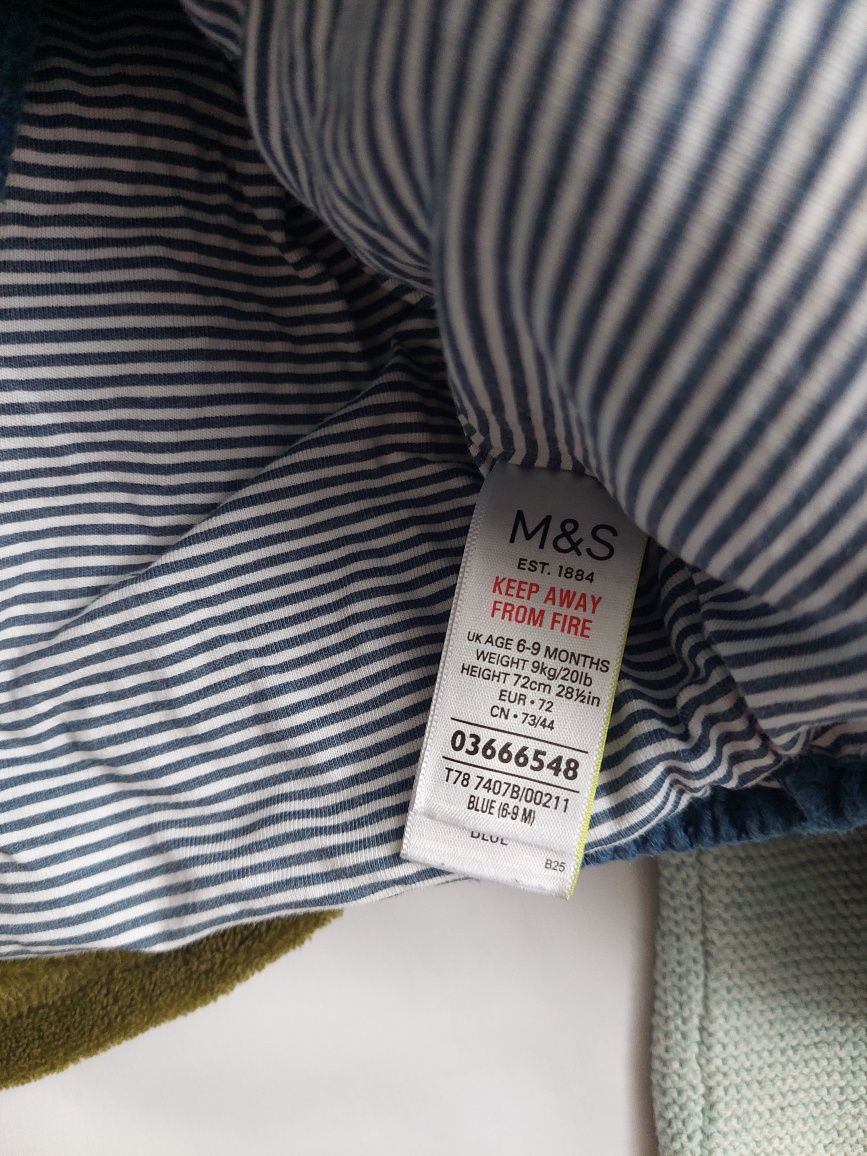 M&S
EST. 1884
KEEP AWAY
FROM FIRE
UK AGE 6-9 MONTHS
WEIGHT 9kg/20lb
HEIGHT 72cm 28½in
EUR • 72
CN • 73/44
03666548
T78 7407B/00211
BLUE (6-9 M)
BLUE
B25